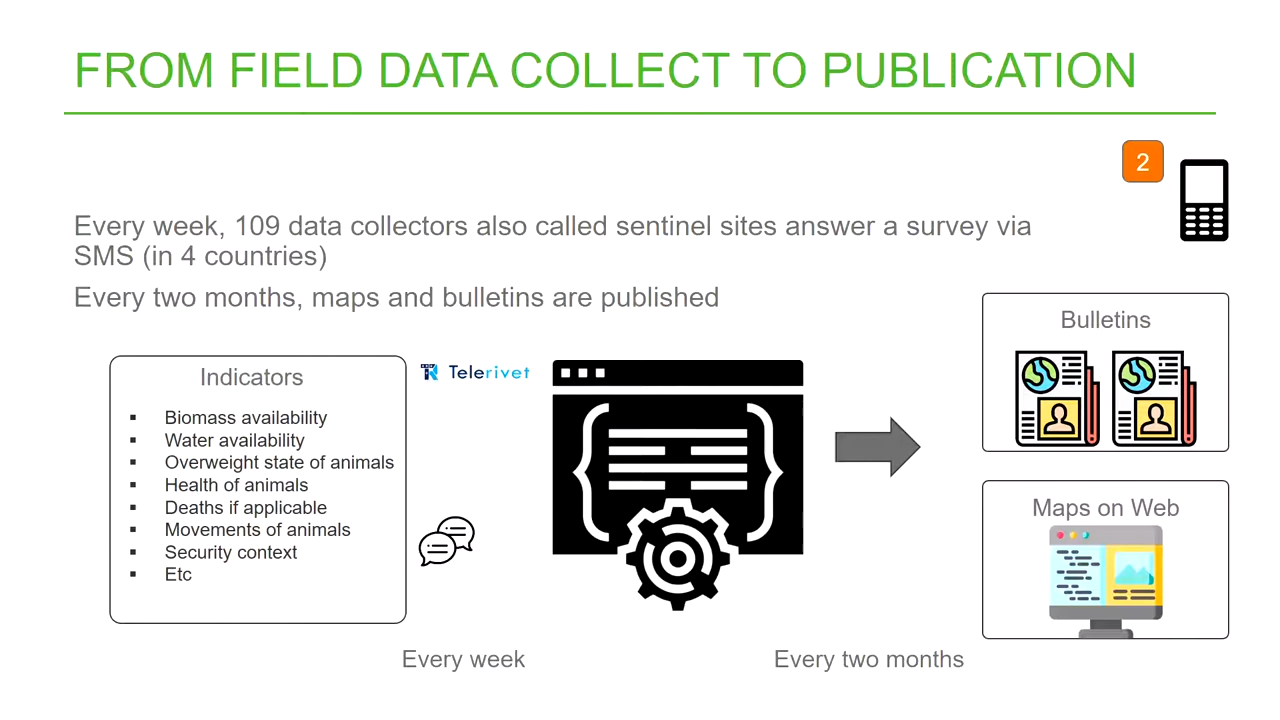 FROM FIELD DATA COLLECT TO PUBLICATION
2
Every week, 109 data collectors also called sentinel sites answer a survey via
SMS (in 4 countries)
Every two months, maps and bulletins are published
Bulletins
Indicators
Telerivet
▪ Biomass availability
▪ Water availability
▪ Overweight state of animals
▪ Health of animals
▪ Deaths if applicable
▪ Movements of animals
▪ Security context
▪ Etc
Maps on Web
Every week
Every two months